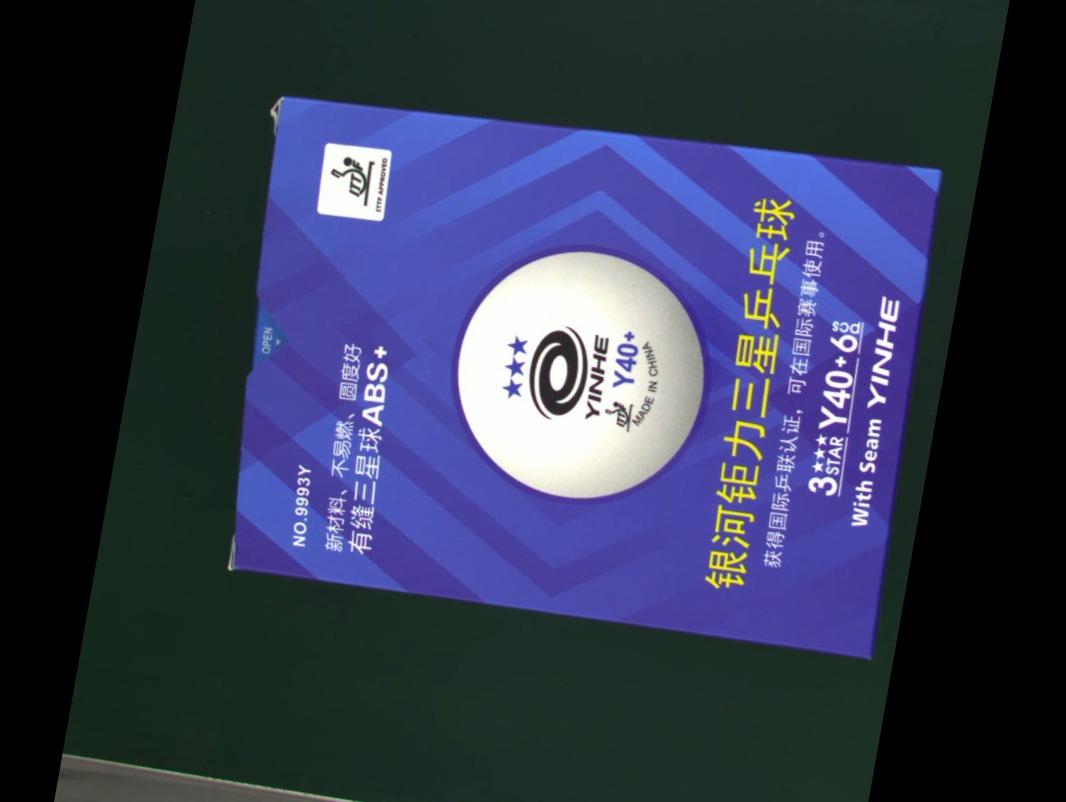 ITTF APPROVED
OPEN
NO.9993Y
新材料、不易燃、圆度好
有缝三星球ABS+
YINHE
ITTF Y40+
MADE IN CHINA
银河钜力三星乒乓球
获得国际乒联认证，可在国际赛事使用。
3 STAR Y40+ 6只
With Seam YINHE